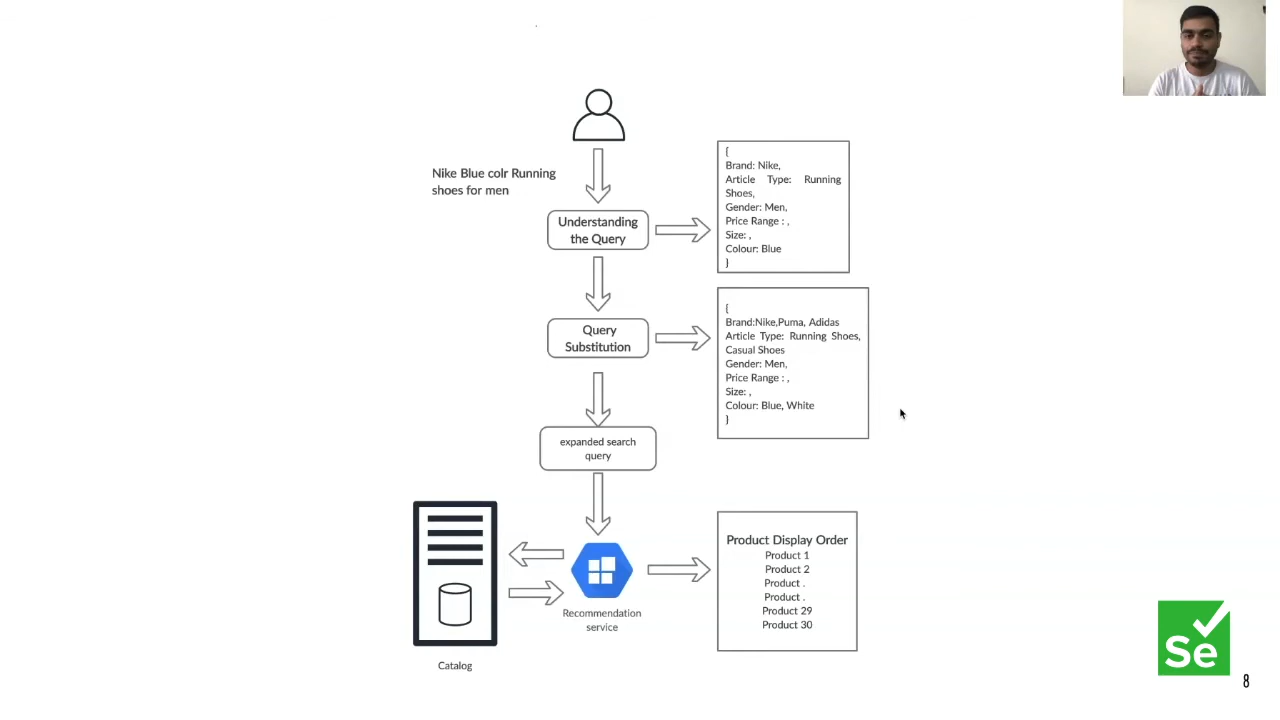 Nike Blue colr Running
shoes for men
Understanding
the Query
{
Brand: Nike,
Article Type: Running
Shoes,
Gender: Men,
Price Range : ,
Size: ,
Colour: Blue
}
Query
Substitution
{
Brand:Nike,Puma, Adidas
Article Type: Running Shoes,
Casual Shoes
Gender: Men,
Price Range : ,
Size: ,
Colour: Blue, White
}
expanded search
query
Recommendation
service
Catalog
Product Display Order
Product 1
Product 2
Product .
Product .
Product 29
Product 30
Se
8